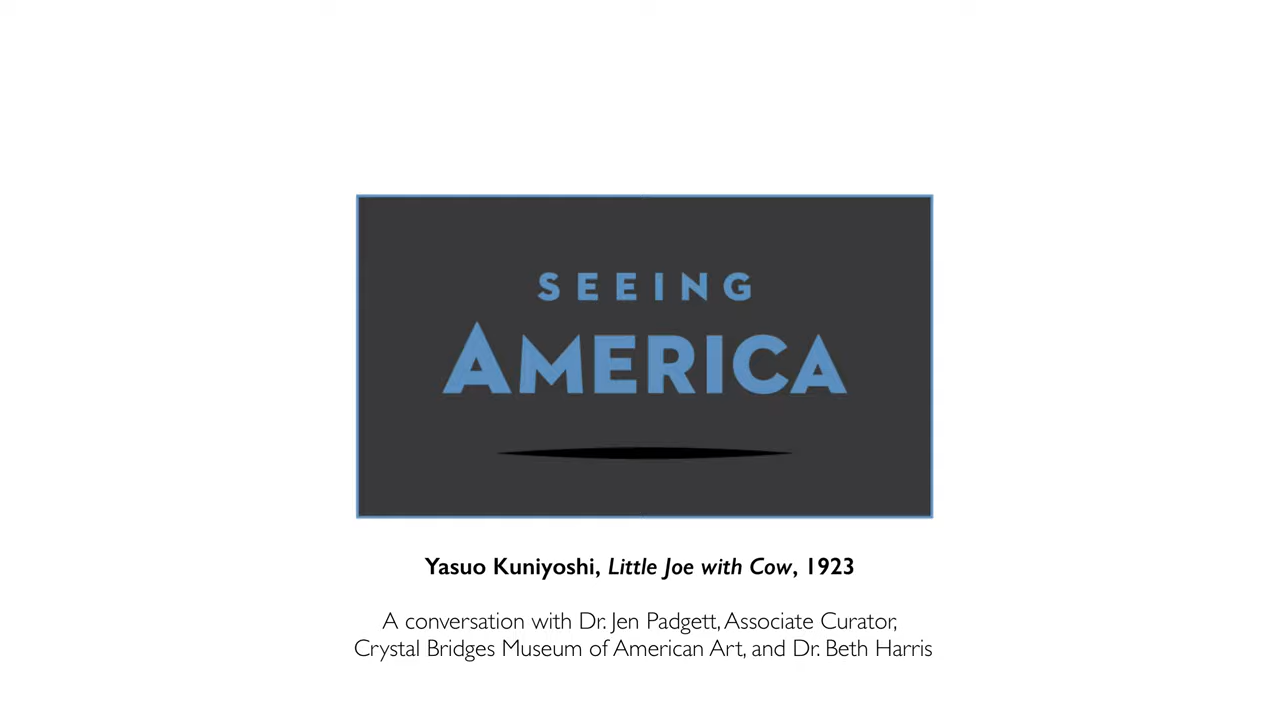 SEEING
AMERICA
Yasuo Kuniyoshi, Little Joe with Cow, 1923
A conversation with Dr. Jen Padgett, Associate Curator,
Crystal Bridges Museum of American Art, and Dr. Beth Harris